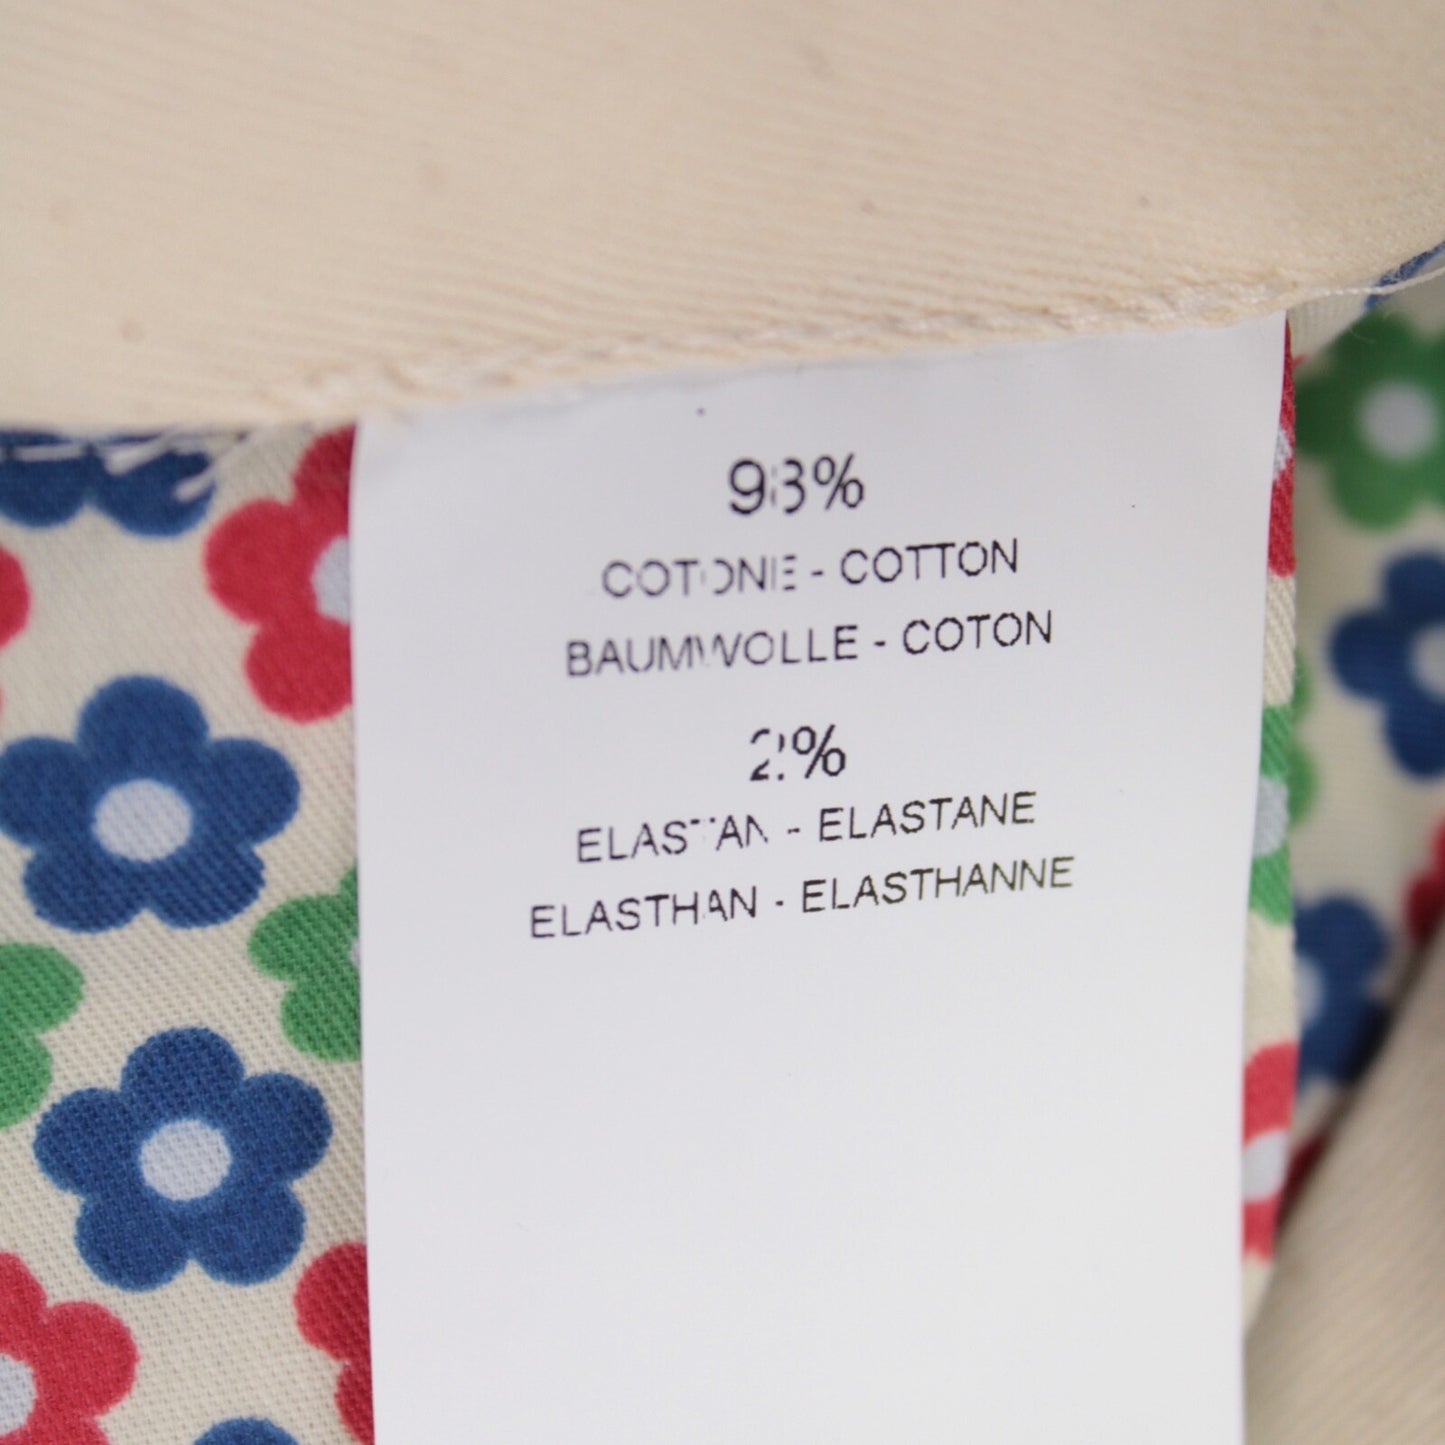 98%
COTONE - COTTON
BAUMWOLLE - COTON
2%
ELASTAN - ELASTANE
ELASTHAN - ELASTHANNE